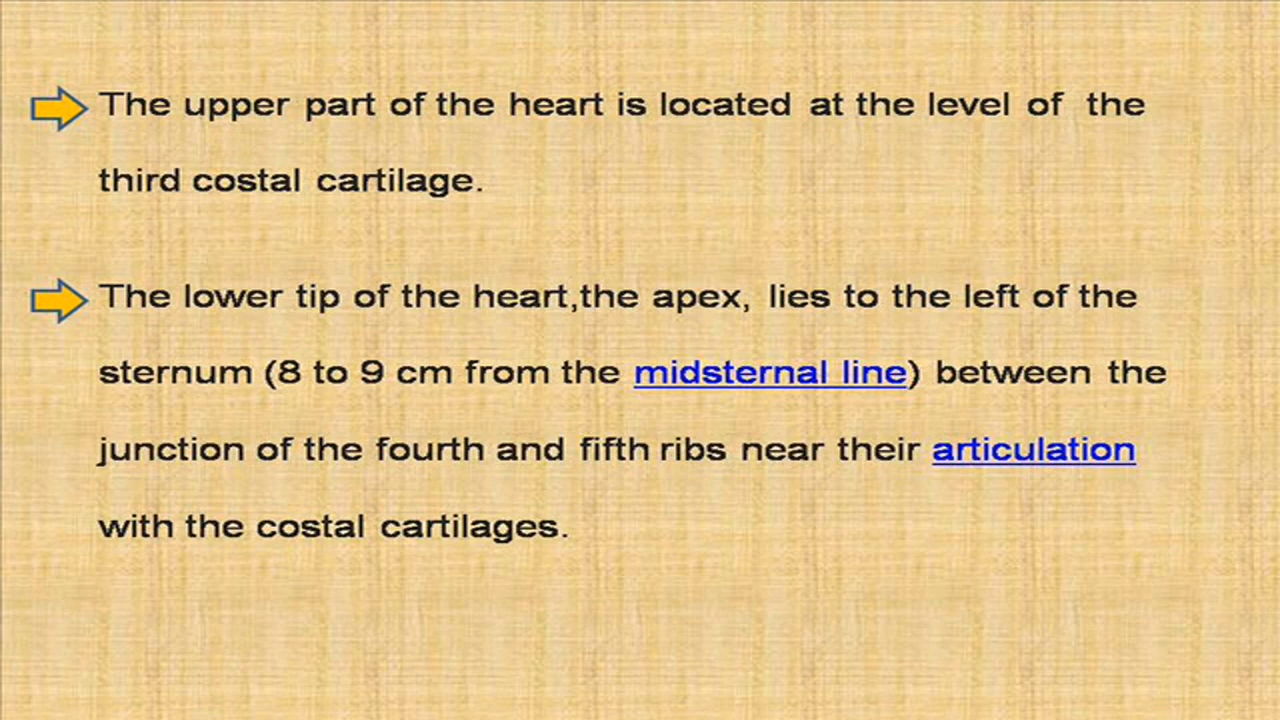 The upper part of the heart is located at the level of the
third costal cartilage.
The lower tip of the heart,the apex, lies to the left of the
sternum (8 to 9 cm from the midsternal line) between the
junction of the fourth and fifth ribs near their articulation
with the costal cartilages.